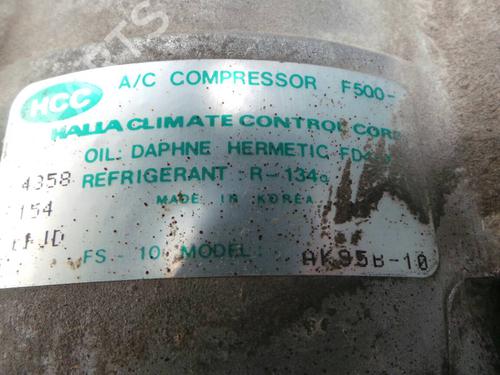 HCC
A/C COMPRESSOR F500-
HALLA CLIMATE CONTROL CORP
OIL: DAPHNE HERMETIC
4358 REFRIGERANT R-134a
154 MADE IN KOREA
FS-10 MODEL: AK95B-10